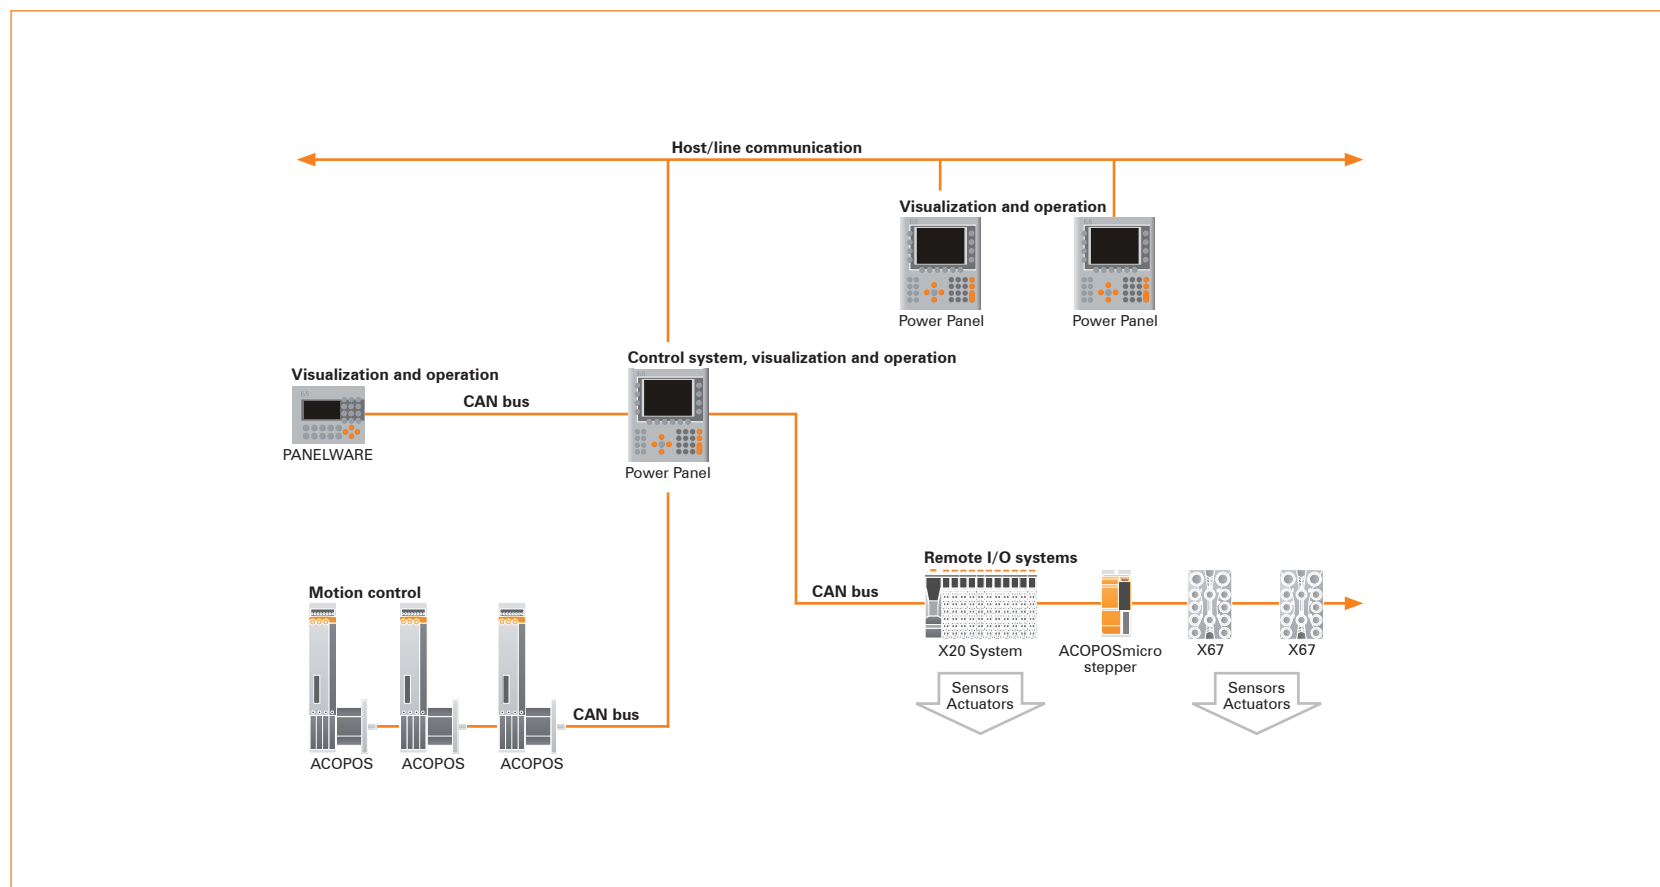 Host/line communication
Visualization and operation
Power Panel
Power Panel
Control system, visualization and operation
Visualization and operation
CAN bus
PANELWARE
Power Panel
Remote I/O systems
CAN bus
Motion control
X20 System
ACOPOSmicro
stepper
X67
X67
Sensors
Actuators
Sensors
Actuators
CAN bus
ACOPOS
ACOPOS
ACOPOS